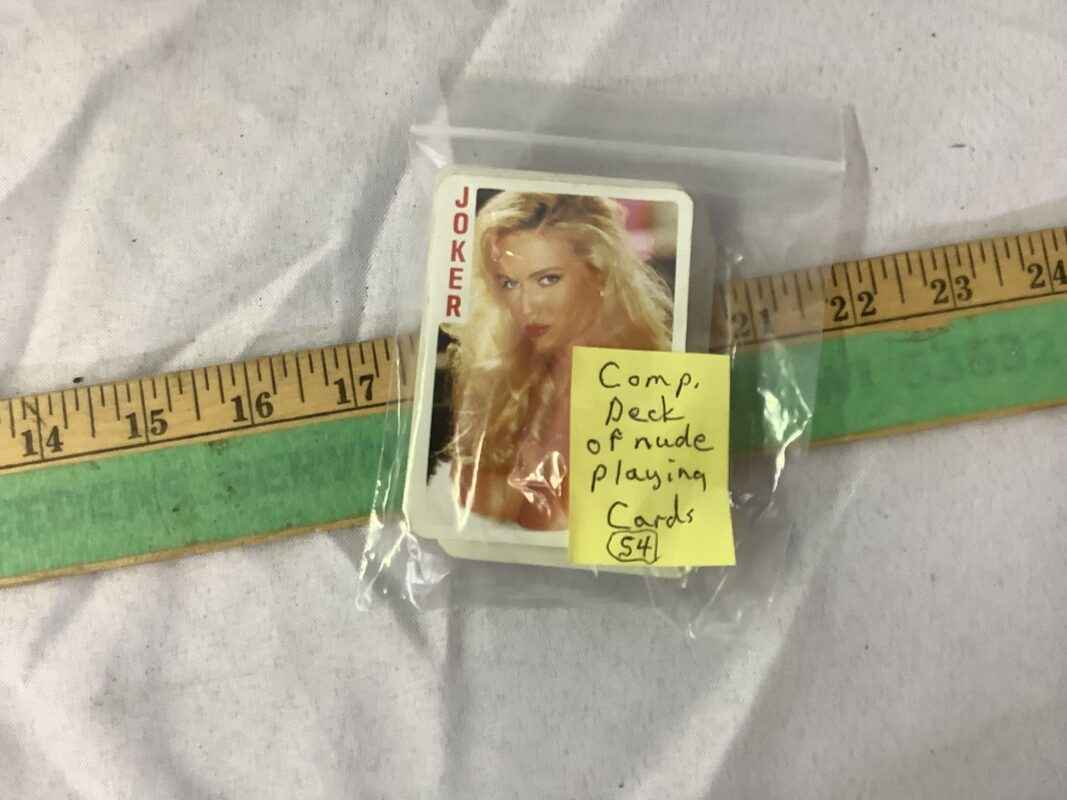 JOKER
Comp.
Deck
of nude
playing
Cards
54
14 15 16 17 21 22 23 24